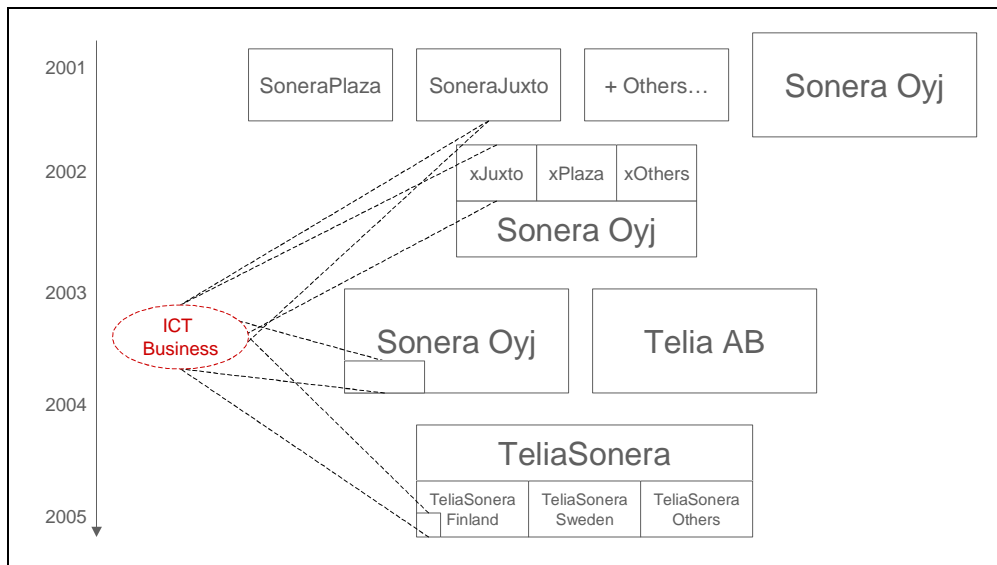 2001
SoneraPlaza
SoneraJuxto
+ Others…
Sonera Oyj
2002
xJuxto
xPlaza
xOthers
Sonera Oyj
2003
ICT
Business
Sonera Oyj
Telia AB
2004
TeliaSonera
TeliaSonera
Finland
TeliaSonera
Sweden
TeliaSonera
Others
2005